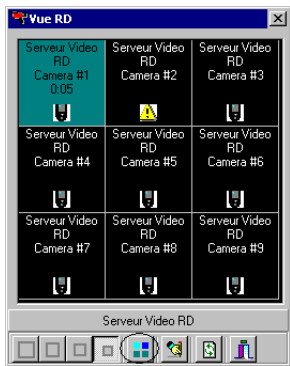 Vue RD
Serveur Video
RD
Camera #1
0:05
Serveur Video
RD
Camera #2
Serveur Video
RD
Camera #3
Serveur Video
RD
Camera #4
Serveur Video
RD
Camera #5
Serveur Video
RD
Camera #6
Serveur Video
RD
Camera #7
Serveur Video
RD
Camera #8
Serveur Video
RD
Camera #9
Serveur Video RD